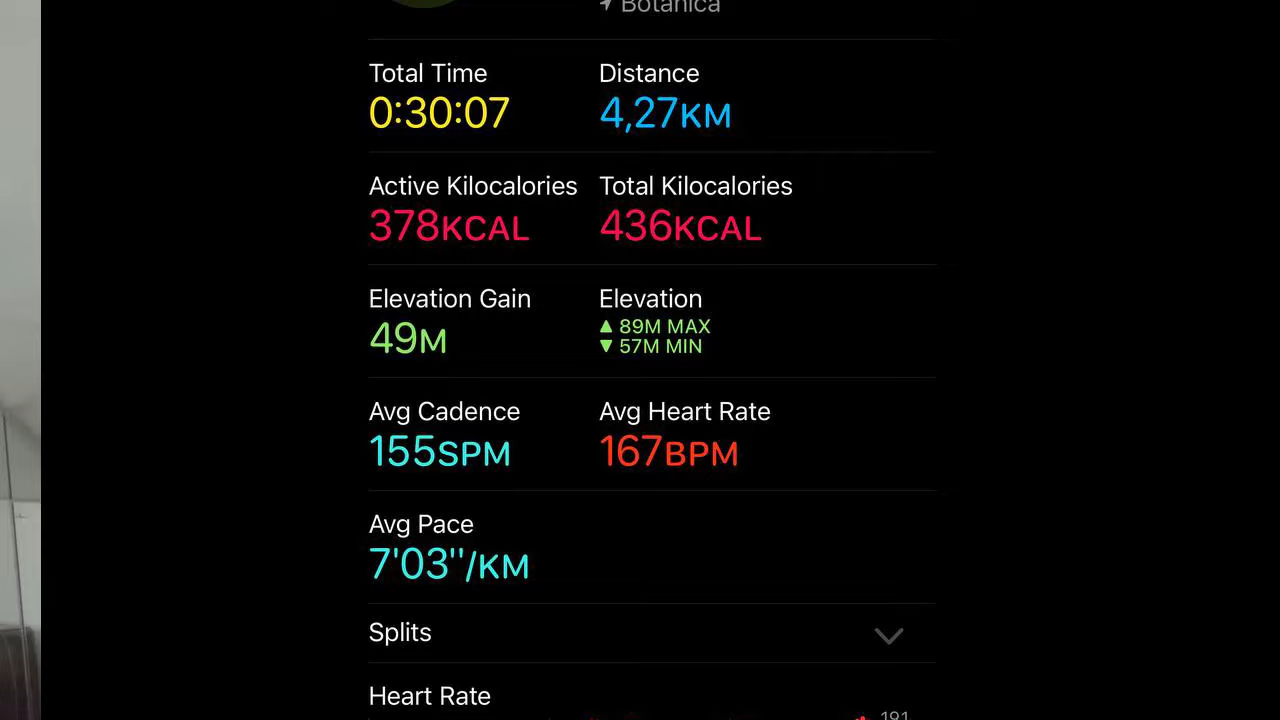 Botanica
Total Time Distance
0:30:07 4,27KM
Active Kilocalories Total Kilocalories
378KCAL 436KCAL
Elevation Gain Elevation
49M ▲ 89M MAX
▼ 57M MIN
Avg Cadence Avg Heart Rate
155SPM 167BPM
Avg Pace
7'03"/KM
Splits
Heart Rate
191